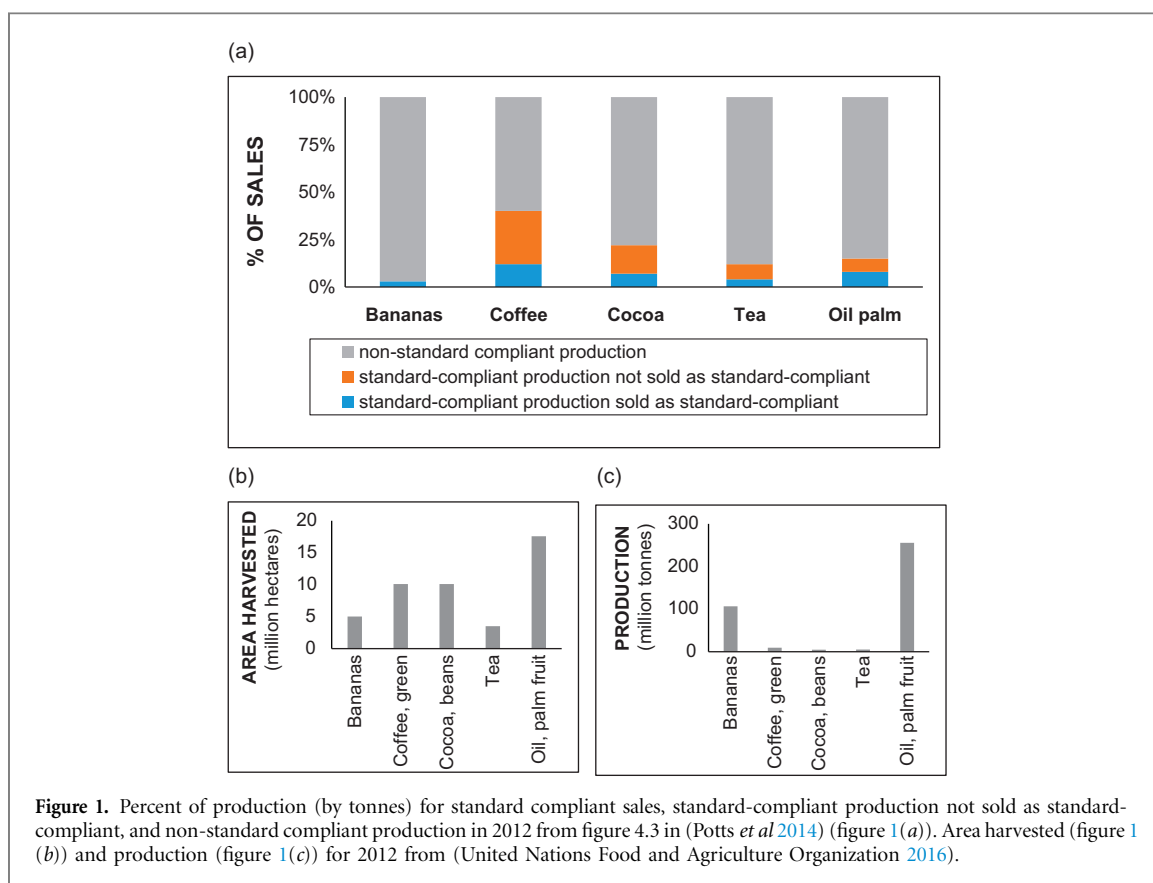 (a)
100%
75%
50%
25%
0%
% OF SALES
Bananas Coffee Cocoa Tea Oil palm
non-standard compliant production
standard-compliant production not sold as standard-compliant
standard-compliant production sold as standard-compliant
(b)
AREA HARVESTED
(million hectares)
20
15
10
5
0
Bananas
Coffee, green
Cocoa, beans
Tea
Oil, palm fruit
(c)
PRODUCTION
(million tonnes)
300
200
100
0
Bananas
Coffee, green
Cocoa, beans
Tea
Oil, palm fruit
Figure 1. Percent of production (by tonnes) for standard compliant sales, standard-compliant production not sold as standard-
compliant, and non-standard compliant production in 2012 from figure 4.3 in (Potts et al 2014) (figure 1(a)). Area harvested (figure 1
(b)) and production (figure 1(c)) for 2012 from (United Nations Food and Agriculture Organization 2016).